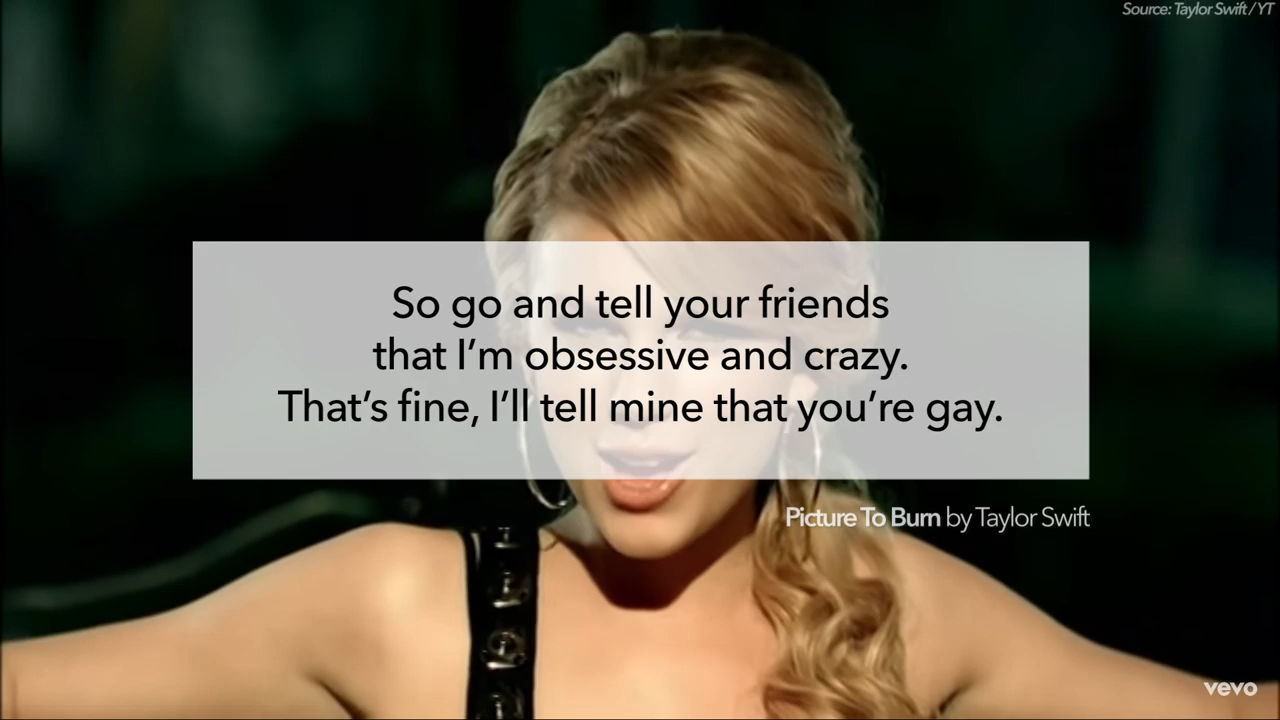 Source: Taylor Swift / YT
So go and tell your friends
that I'm obsessive and crazy.
That's fine, I'll tell mine that you're gay.
Picture To Burn by Taylor Swift
vevo